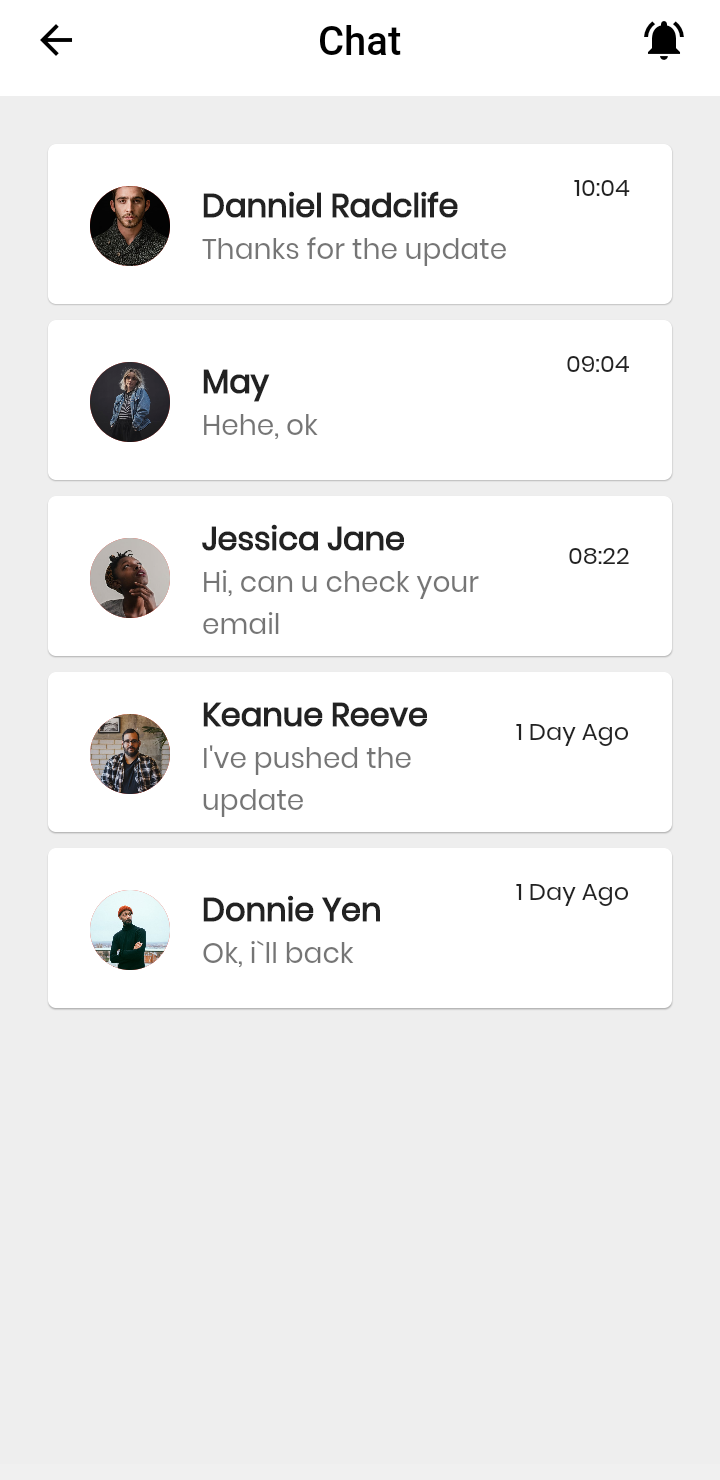 Chat
Danniel Radclife
10:04
Thanks for the update
May
09:04
Hehe, ok
Jessica Jane
08:22
Hi, can u check your
email
Keanue Reeve
1 Day Ago
I've pushed the
update
Donnie Yen
1 Day Ago
Ok, i`ll back